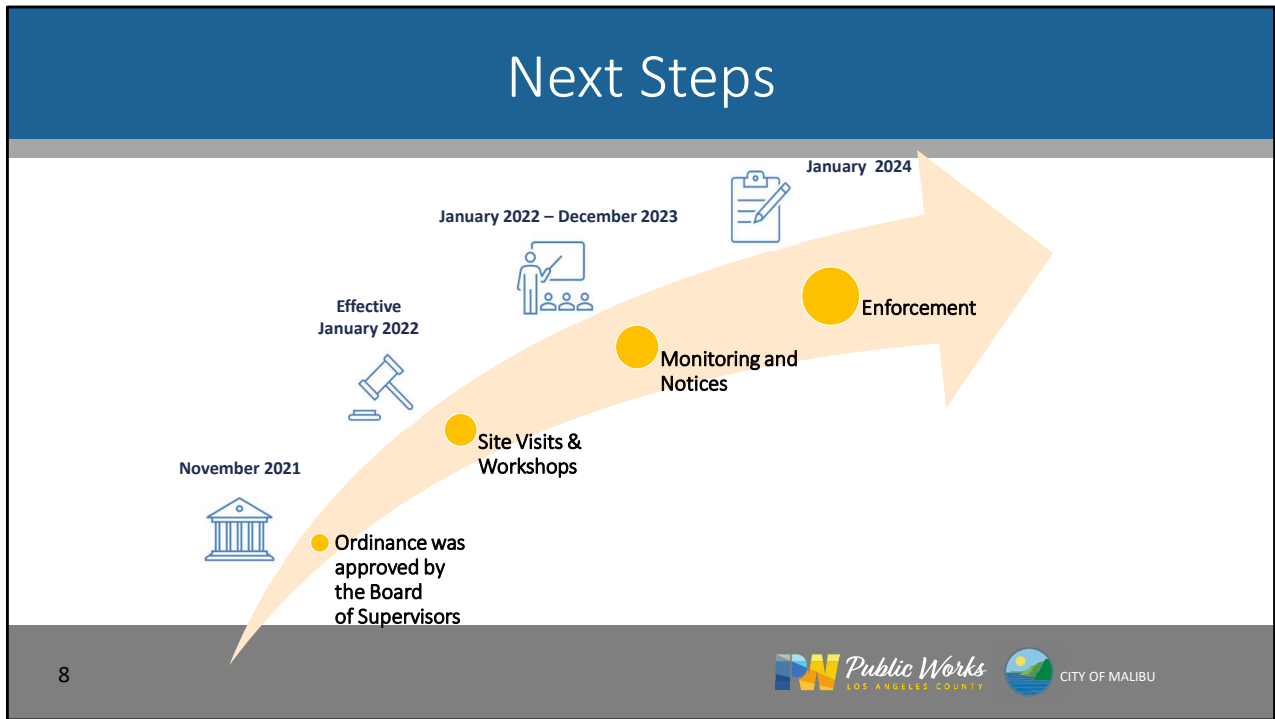 Next Steps
January  2024
January 2022 – December 2023
Effective
January 2022
November 2021
Enforcement
Monitoring and
Notices
Site Visits &
Workshops
Ordinance was
approved by
the Board
of Supervisors
8
PW
Public Works
LOS ANGELES COUNTY
CITY OF MALIBU